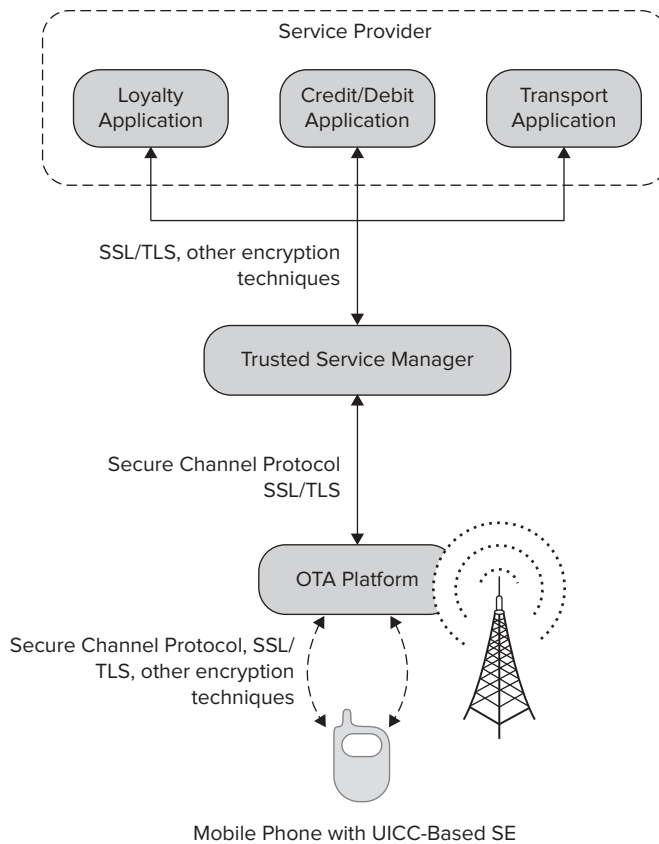 Service Provider
Loyalty
Application
Credit/Debit
Application
Transport
Application
SSL/TLS, other encryption
techniques
Trusted Service Manager
Secure Channel Protocol
SSL/TLS
OTA Platform
Secure Channel Protocol, SSL/
TLS, other encryption
techniques
Mobile Phone with UICC-Based SE